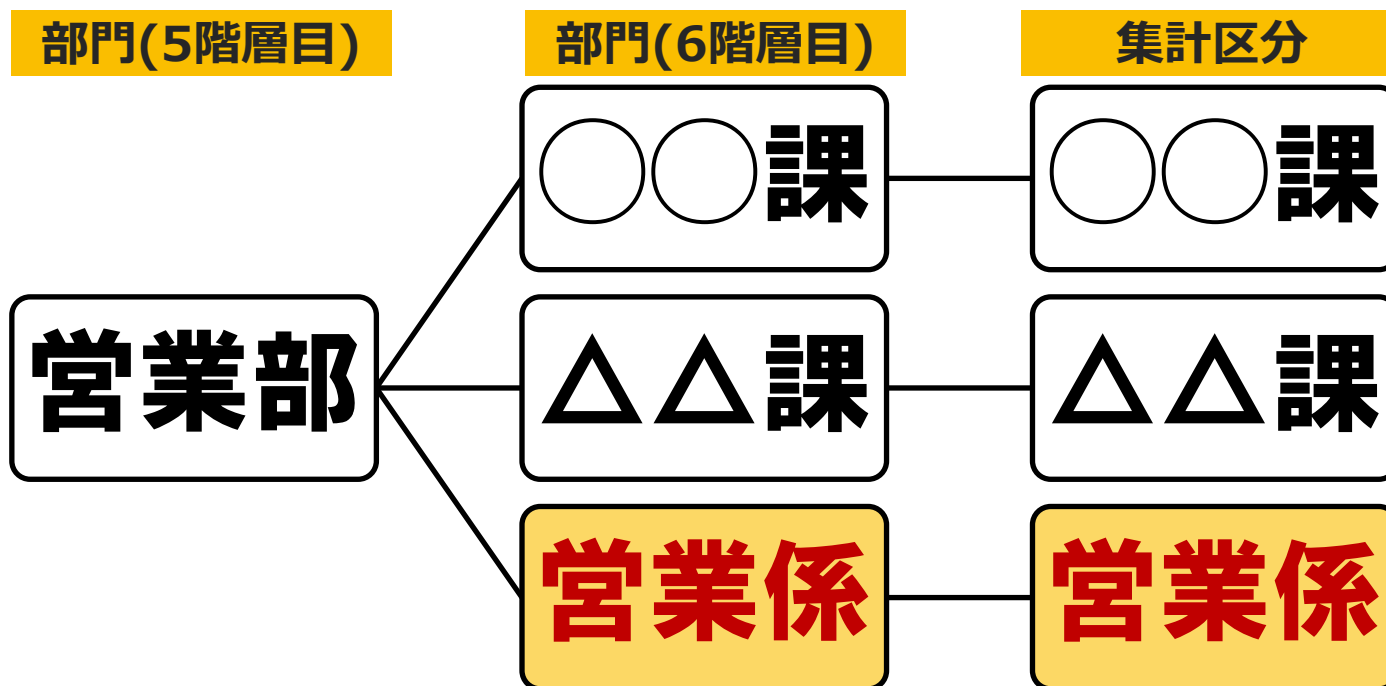 部門(5階層目)
部門(6階層目)
集計区分
〇〇課
〇〇課
営業部
△△課
△△課
営業係
営業係